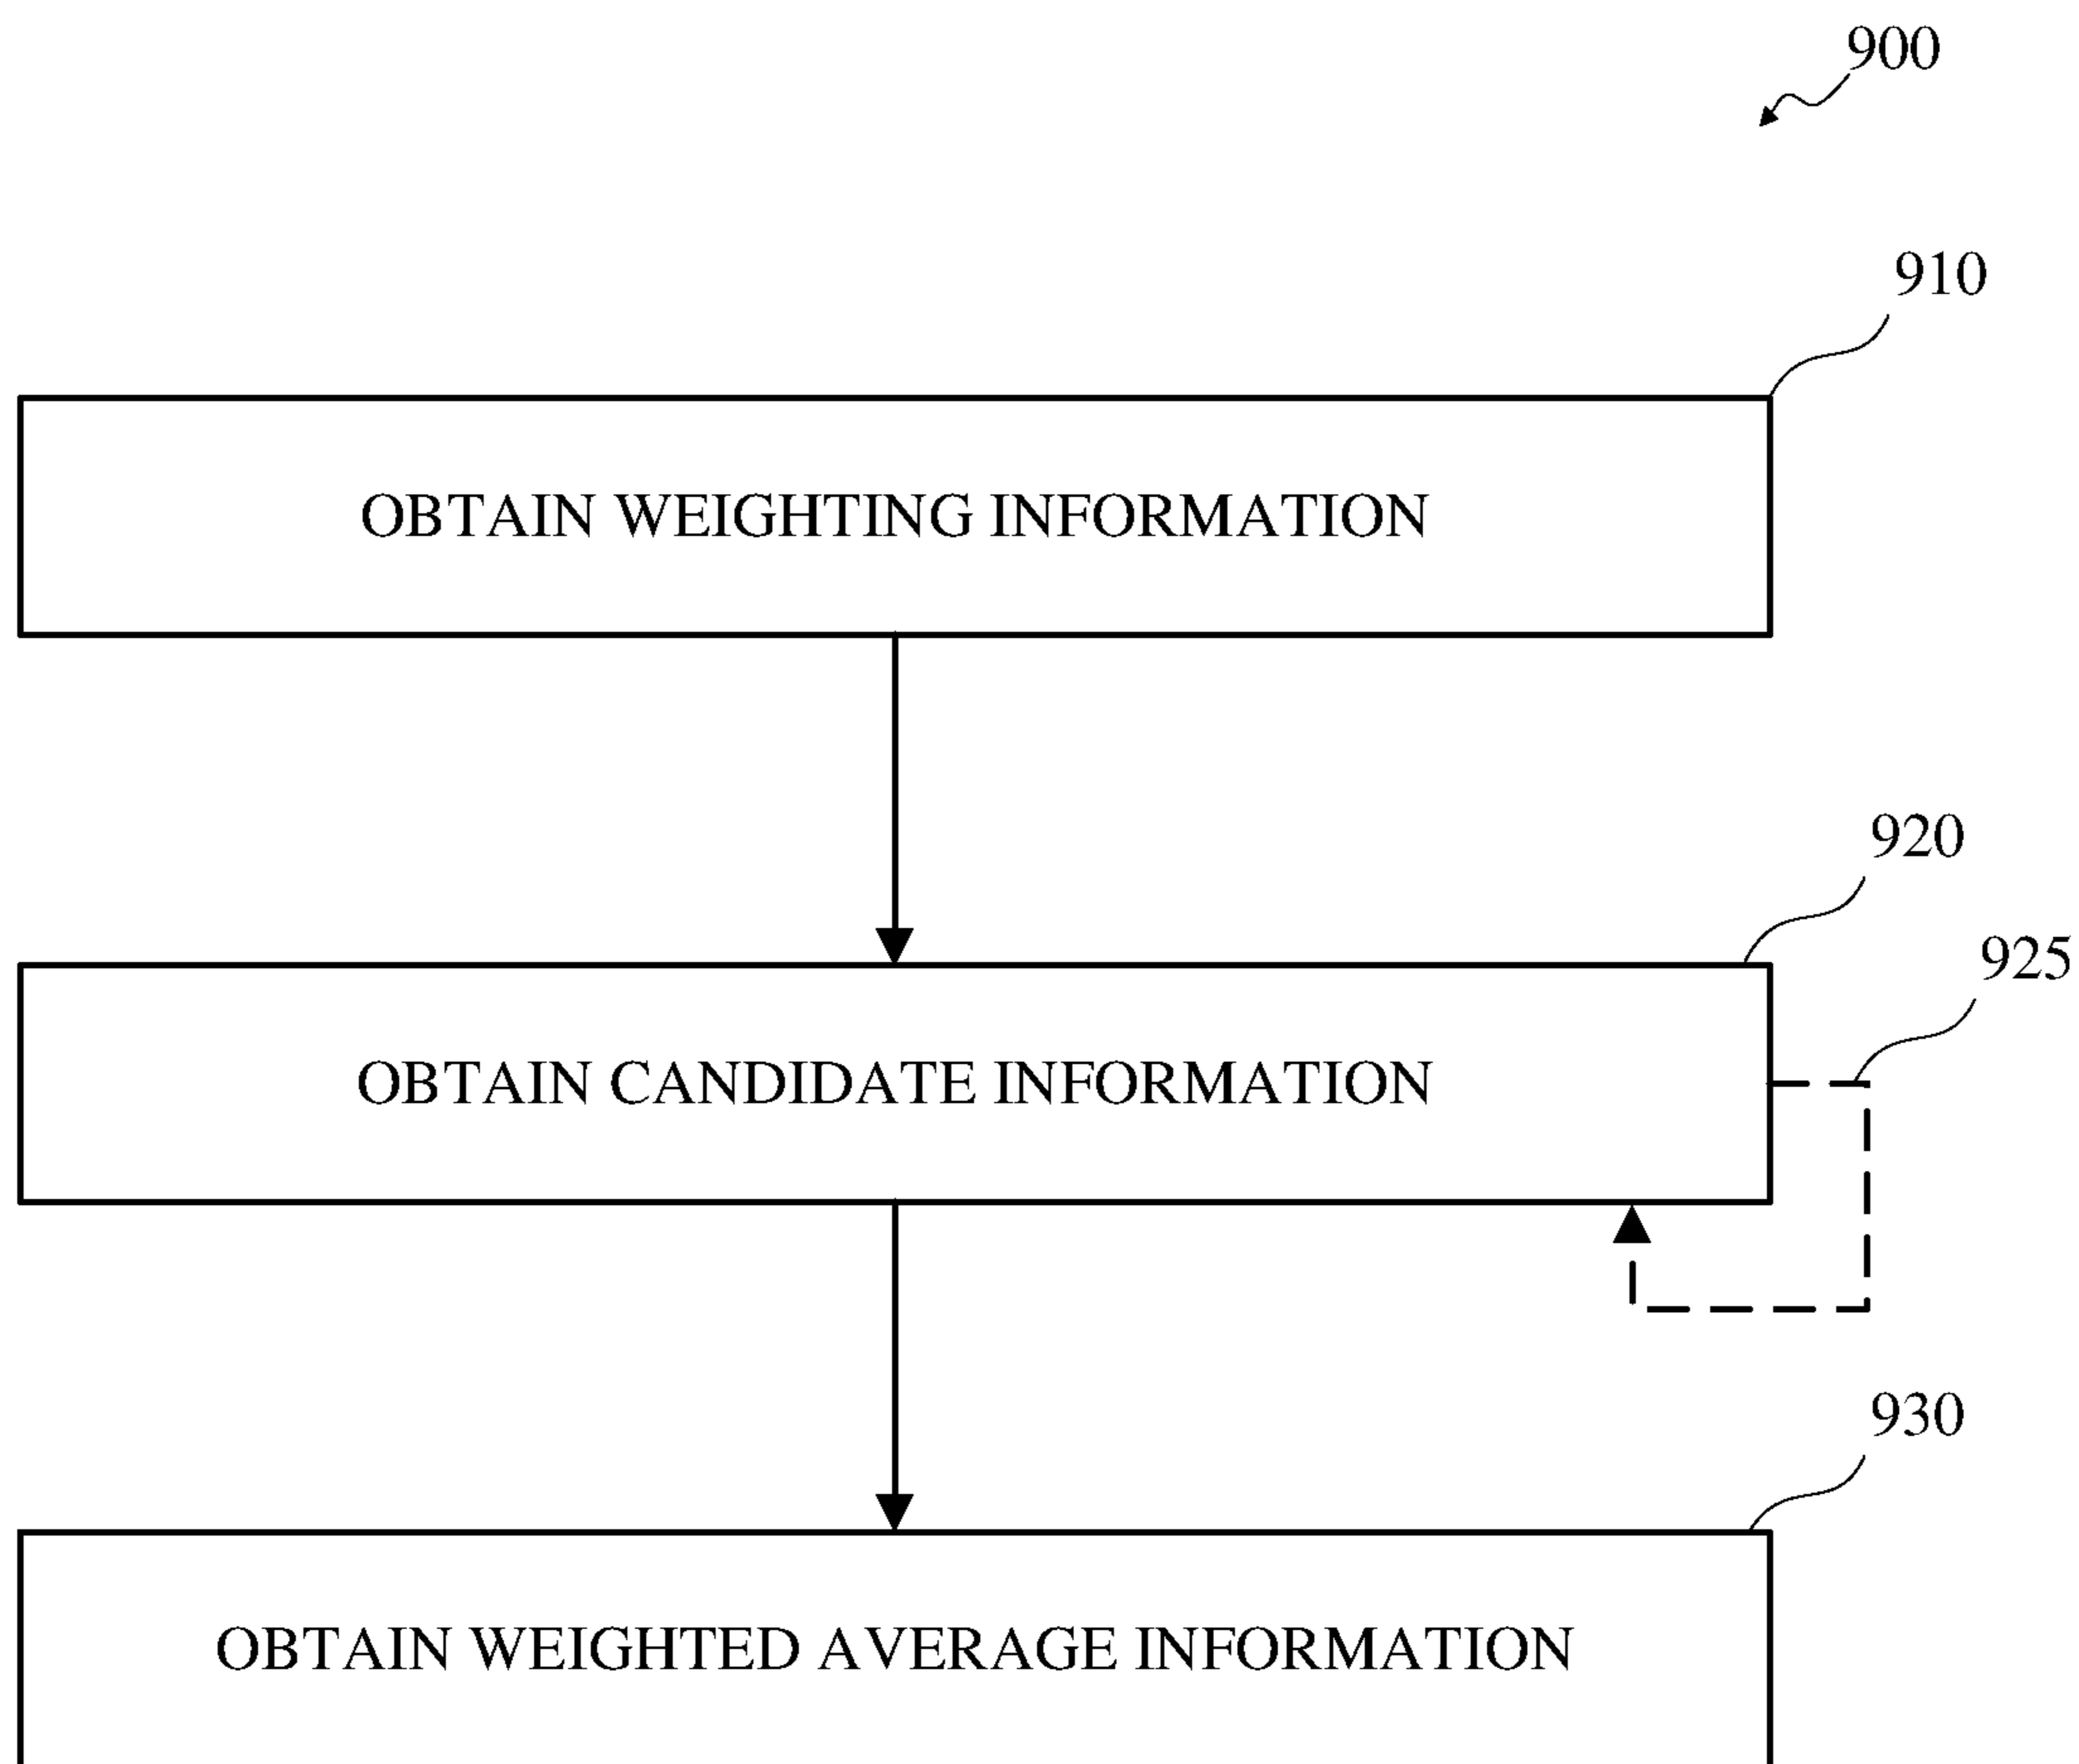 900
910
OBTAIN WEIGHTING INFORMATION
920
925
OBTAIN CANDIDATE INFORMATION
930
OBTAIN WEIGHTED AVERAGE INFORMATION